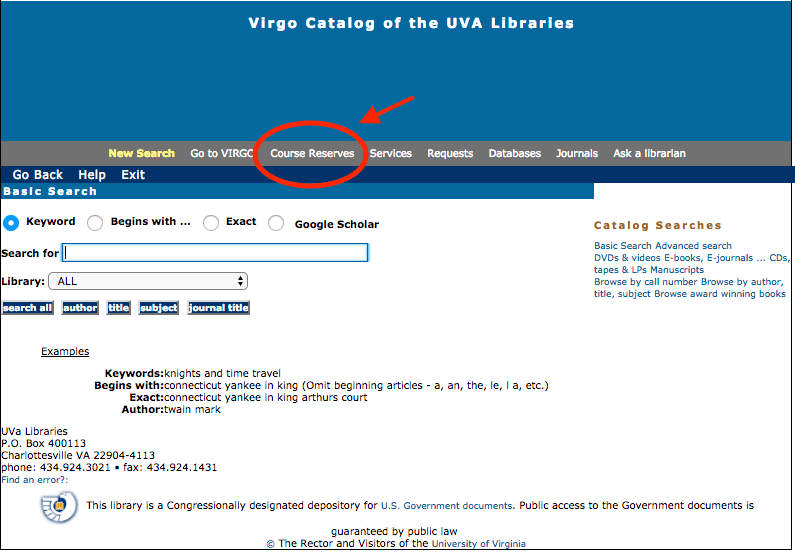 Virgo Catalog of the UVA Libraries
New Search Go to VIRGO Course Reserves Services Requests Databases Journals Ask a librarian
Go Back Help Exit
Basic Search
Keyword Begins with ... Exact Google Scholar
Search for
Library: ALL
search all author title subject journal title
Catalog Searches
Basic Search Advanced search
DVDs & videos E-books, E-journals ... CDs,
tapes & LPs Manuscripts
Browse by call number Browse by author,
title, subject Browse award winning books
Examples
Keywords:knights and time travel
Begins with:connecticut yankee in king (Omit beginning articles - a, an, the, le, l a, etc.)
Exact:connecticut yankee in king arthurs court
Author:twain mark
UVa Libraries
P.O. Box 400113
Charlottesville VA 22904-4113
phone: 434.924.3021 • fax: 434.924.1431
Find an error?:
This library is a Congressionally designated depository for U.S. Government documents. Public access to the Government documents is
guaranteed by public law
© The Rector and Visitors of the University of Virginia